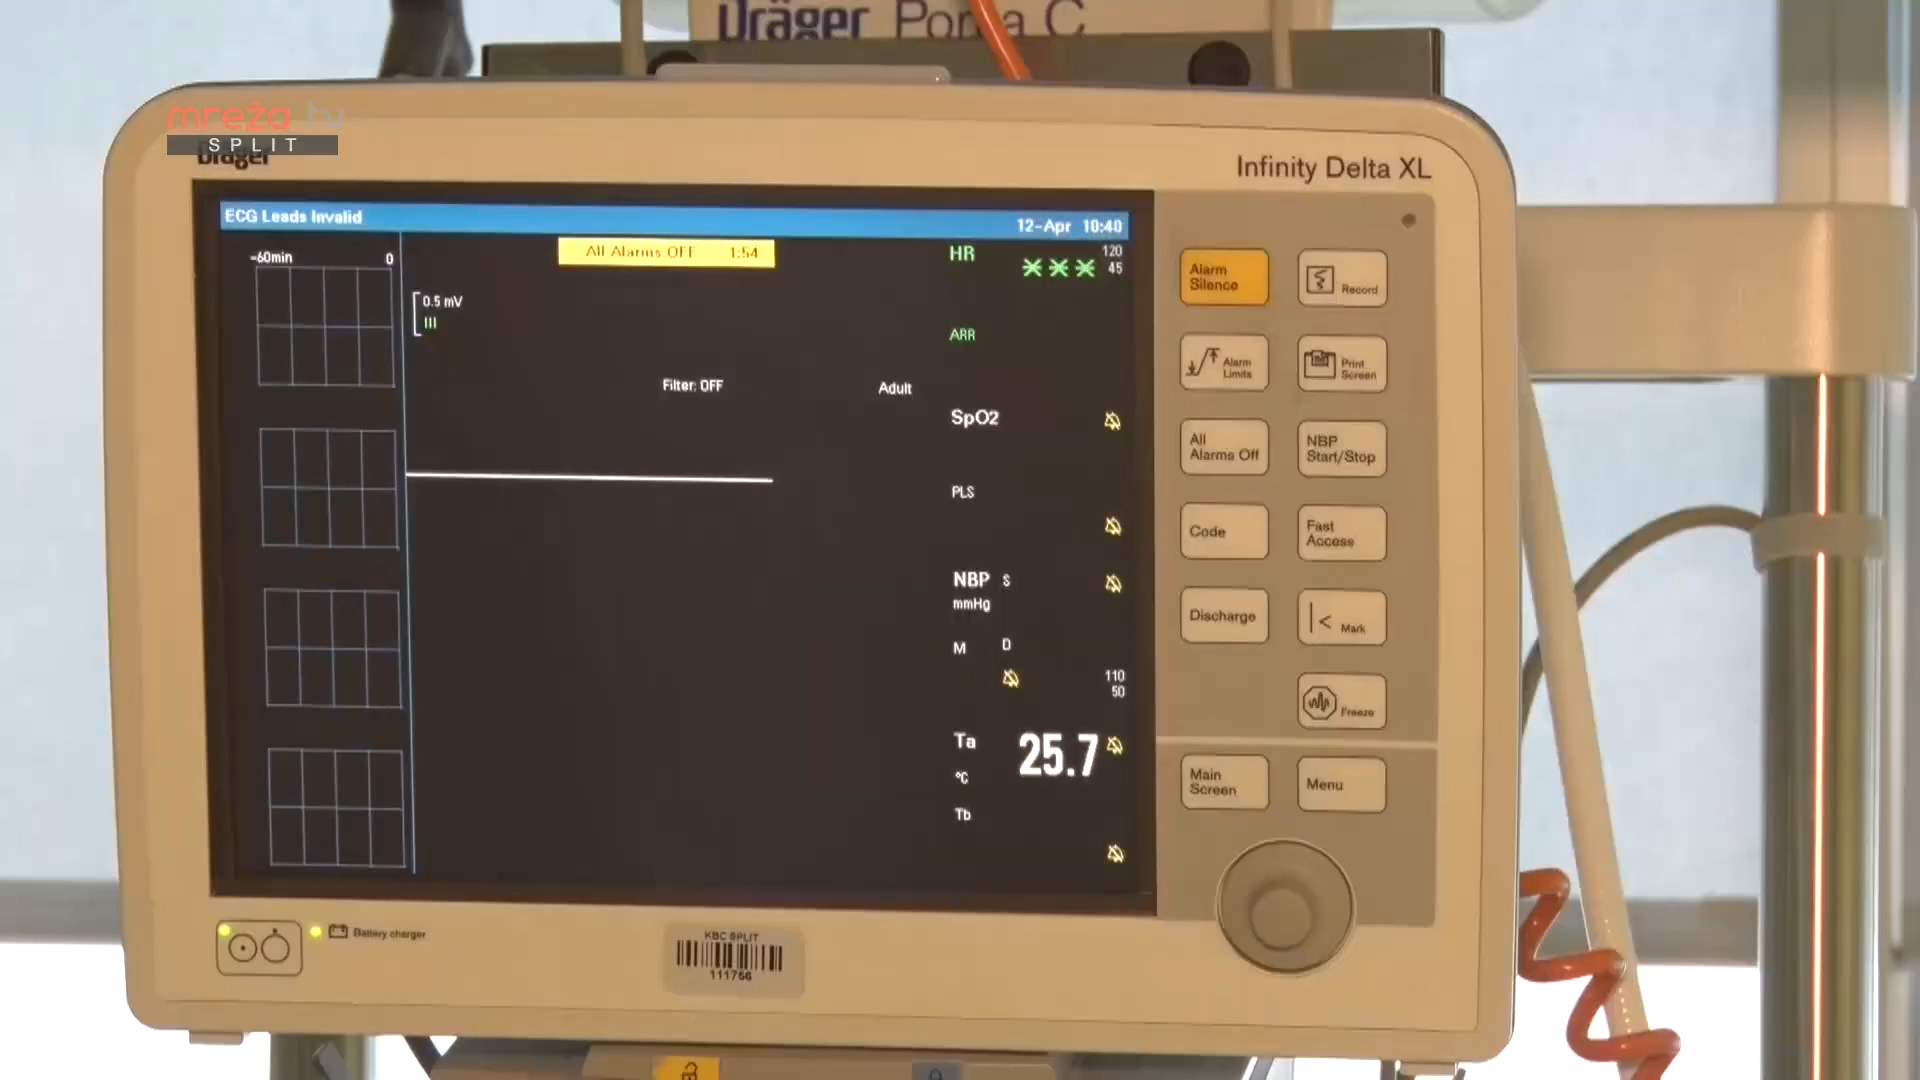 Dräger Porta C
mreža tv
SPLIT
Dräger
Infinity Delta XL
ECG Leads Invalid
12-Apr 10:40
All Alarms OFF 1:54
-60min 0
0.5 mV
III
Filter: OFF
Adult
HR
120
45
ARR
SpO2
PLS
NBP S
mmHg
M D
110
50
Ta 25.7
°C
Tb
Alarm
Silence
Record
Alarm
Limits
Print
Screen
All
Alarms Off
NBP
Start/Stop
Code
Fast
Access
Discharge
Mark
Freeze
Main
Screen
Menu
Battery charger
KBC SPLIT
111756